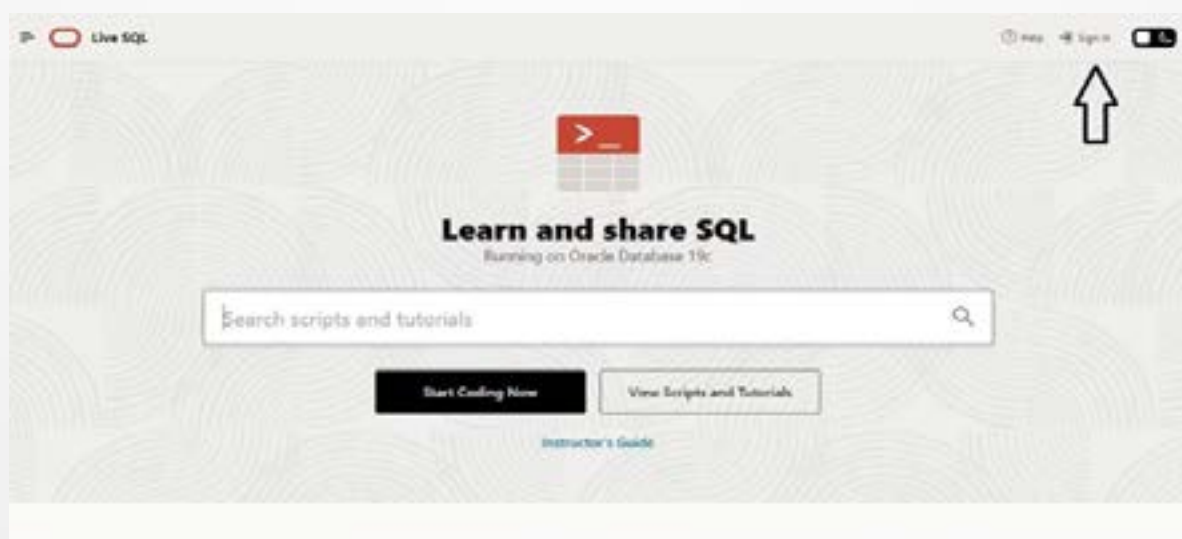 Live SQL
Help Sign In
Learn and share SQL
Running on Oracle Database 19c
Search scripts and tutorials
Start Coding Now
View Scripts and Tutorials
Instructor's Guide